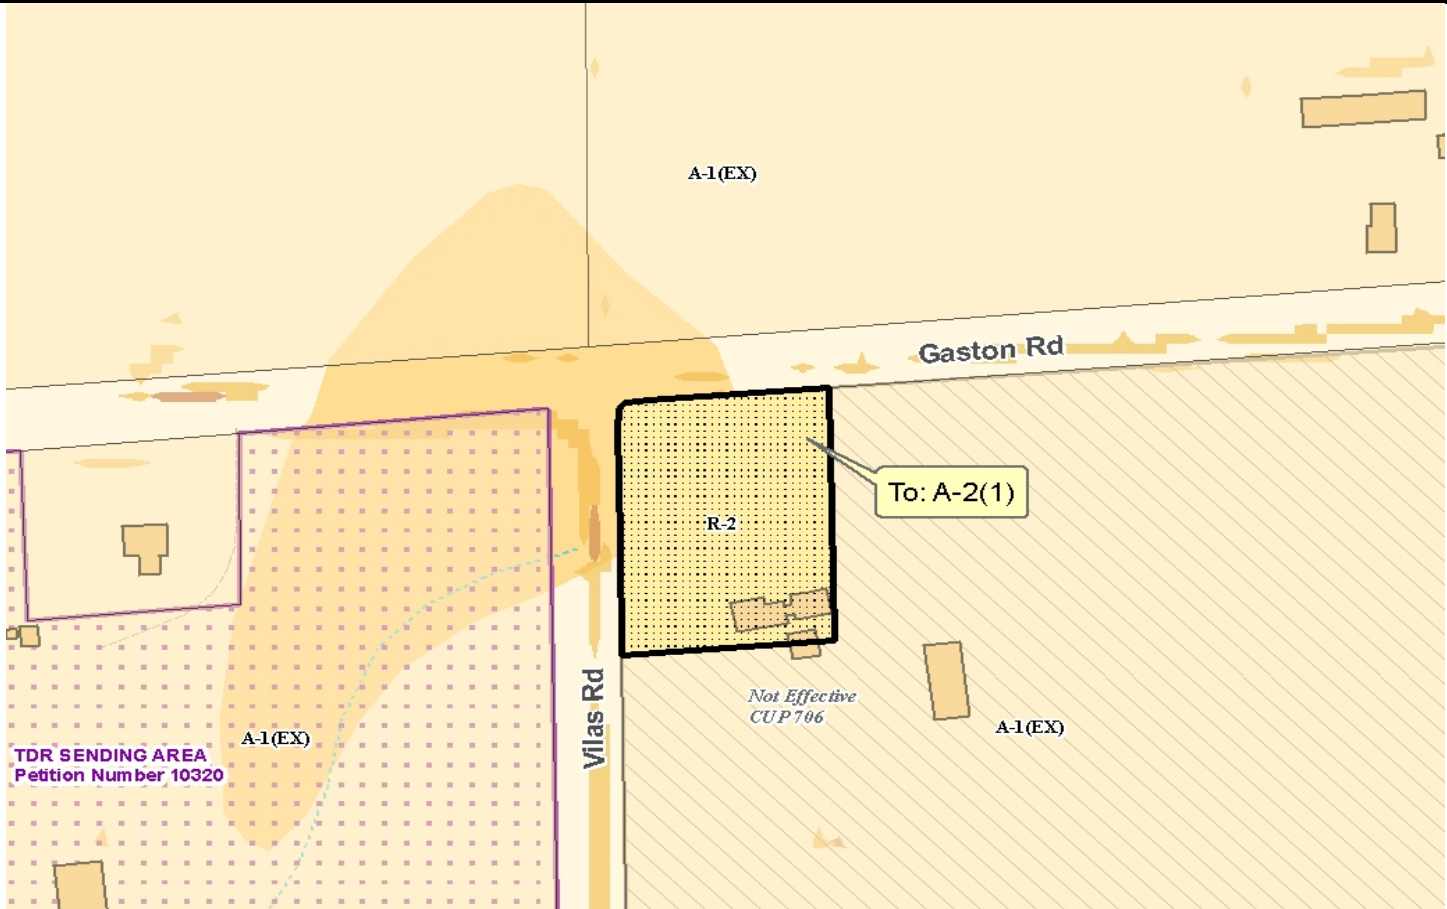 A-1(EX)
Gaston Rd
To: A-2(1)
R-2
Not Effective
CUP 706
Vilas Rd
A-1(EX)
A-1(EX)
TDR SENDING AREA
Petition Number 10320